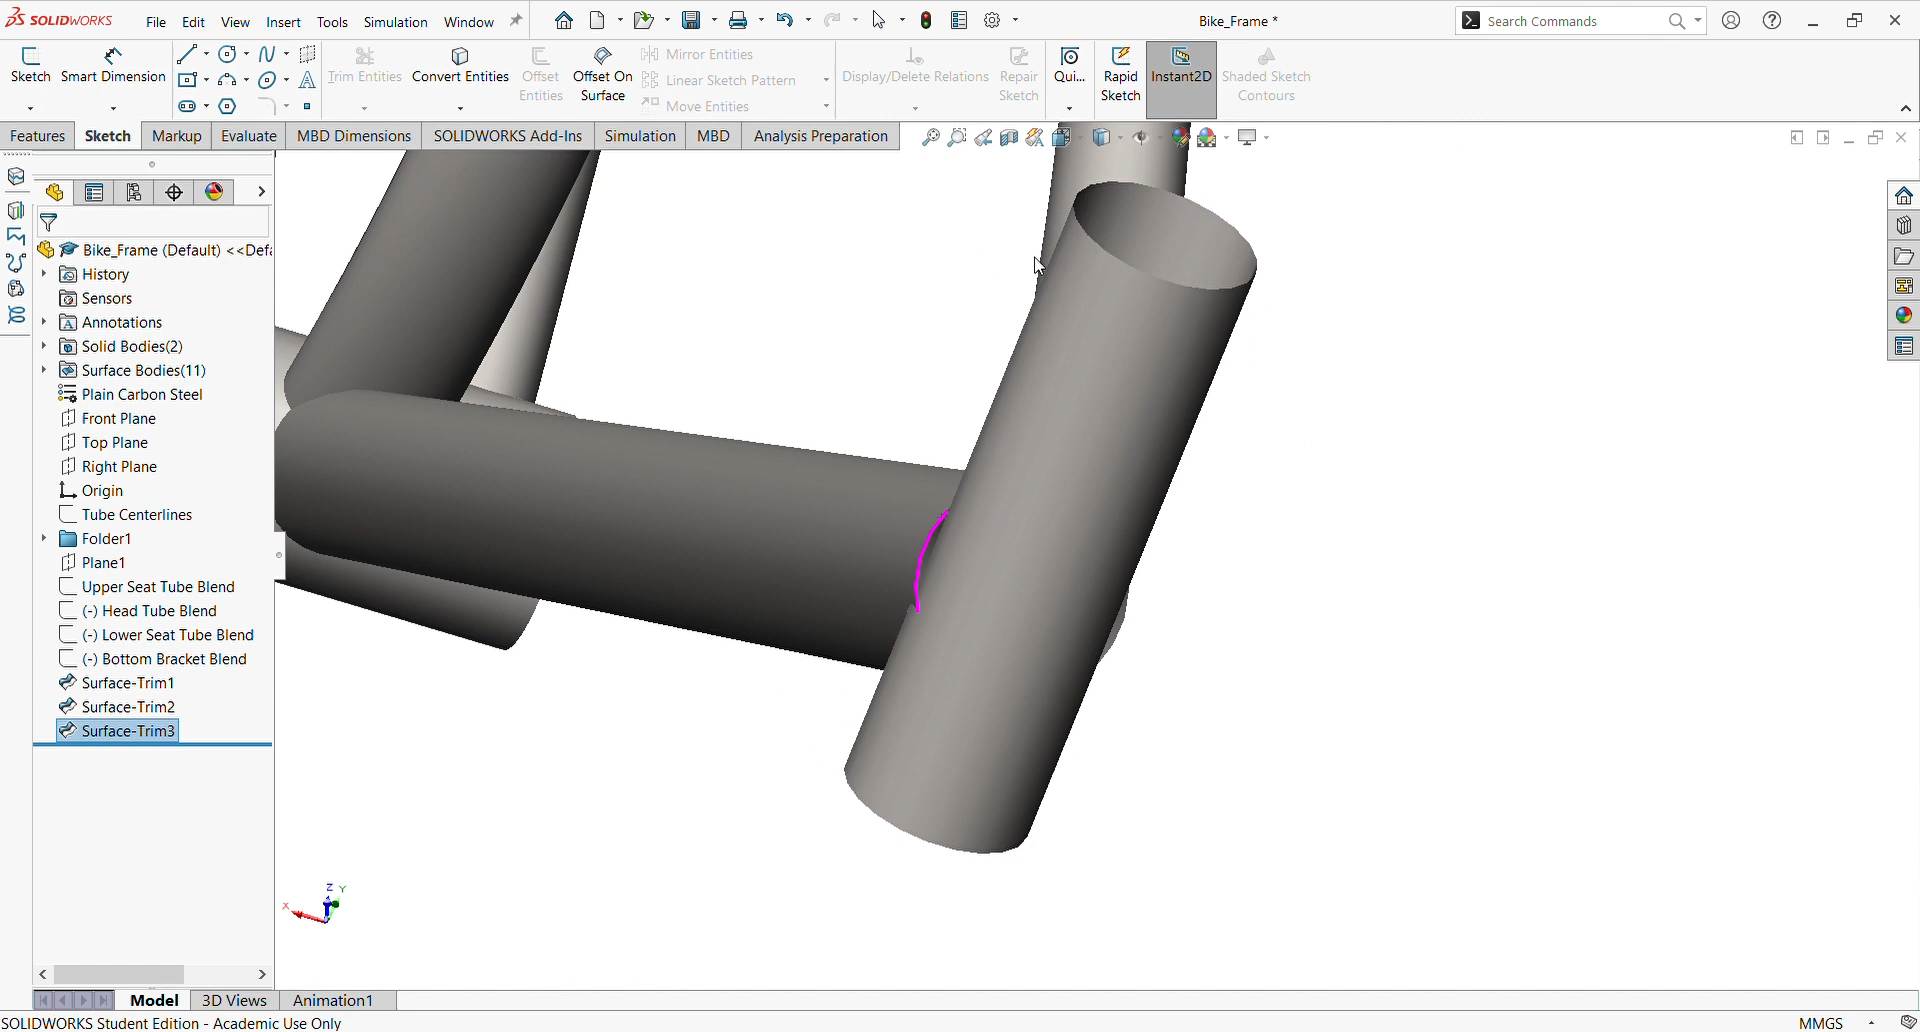 SOLIDWORKS File Edit View Insert Tools Simulation Window Bike_Frame * Search Commands
Sketch Smart Dimension Trim Entities Convert Entities Offset Entities Offset On Surface Mirror Entities Linear Sketch Pattern Move Entities Display/Delete Relations Repair Sketch Qui... Rapid Sketch Instant2D Shaded Sketch Contours
Features Sketch Markup Evaluate MBD Dimensions SOLIDWORKS Add-Ins Simulation MBD Analysis Preparation
Bike_Frame (Default) <<Defa
History
Sensors
Annotations
Solid Bodies(2)
Surface Bodies(11)
Plain Carbon Steel
Front Plane
Top Plane
Right Plane
Origin
Tube Centerlines
Folder1
Plane1
Upper Seat Tube Blend
(-) Head Tube Blend
(-) Lower Seat Tube Blend
(-) Bottom Bracket Blend
Surface-Trim1
Surface-Trim2
Surface-Trim3
Z Y
X
Model 3D Views Animation1
SOLIDWORKS Student Edition - Academic Use Only MMGS